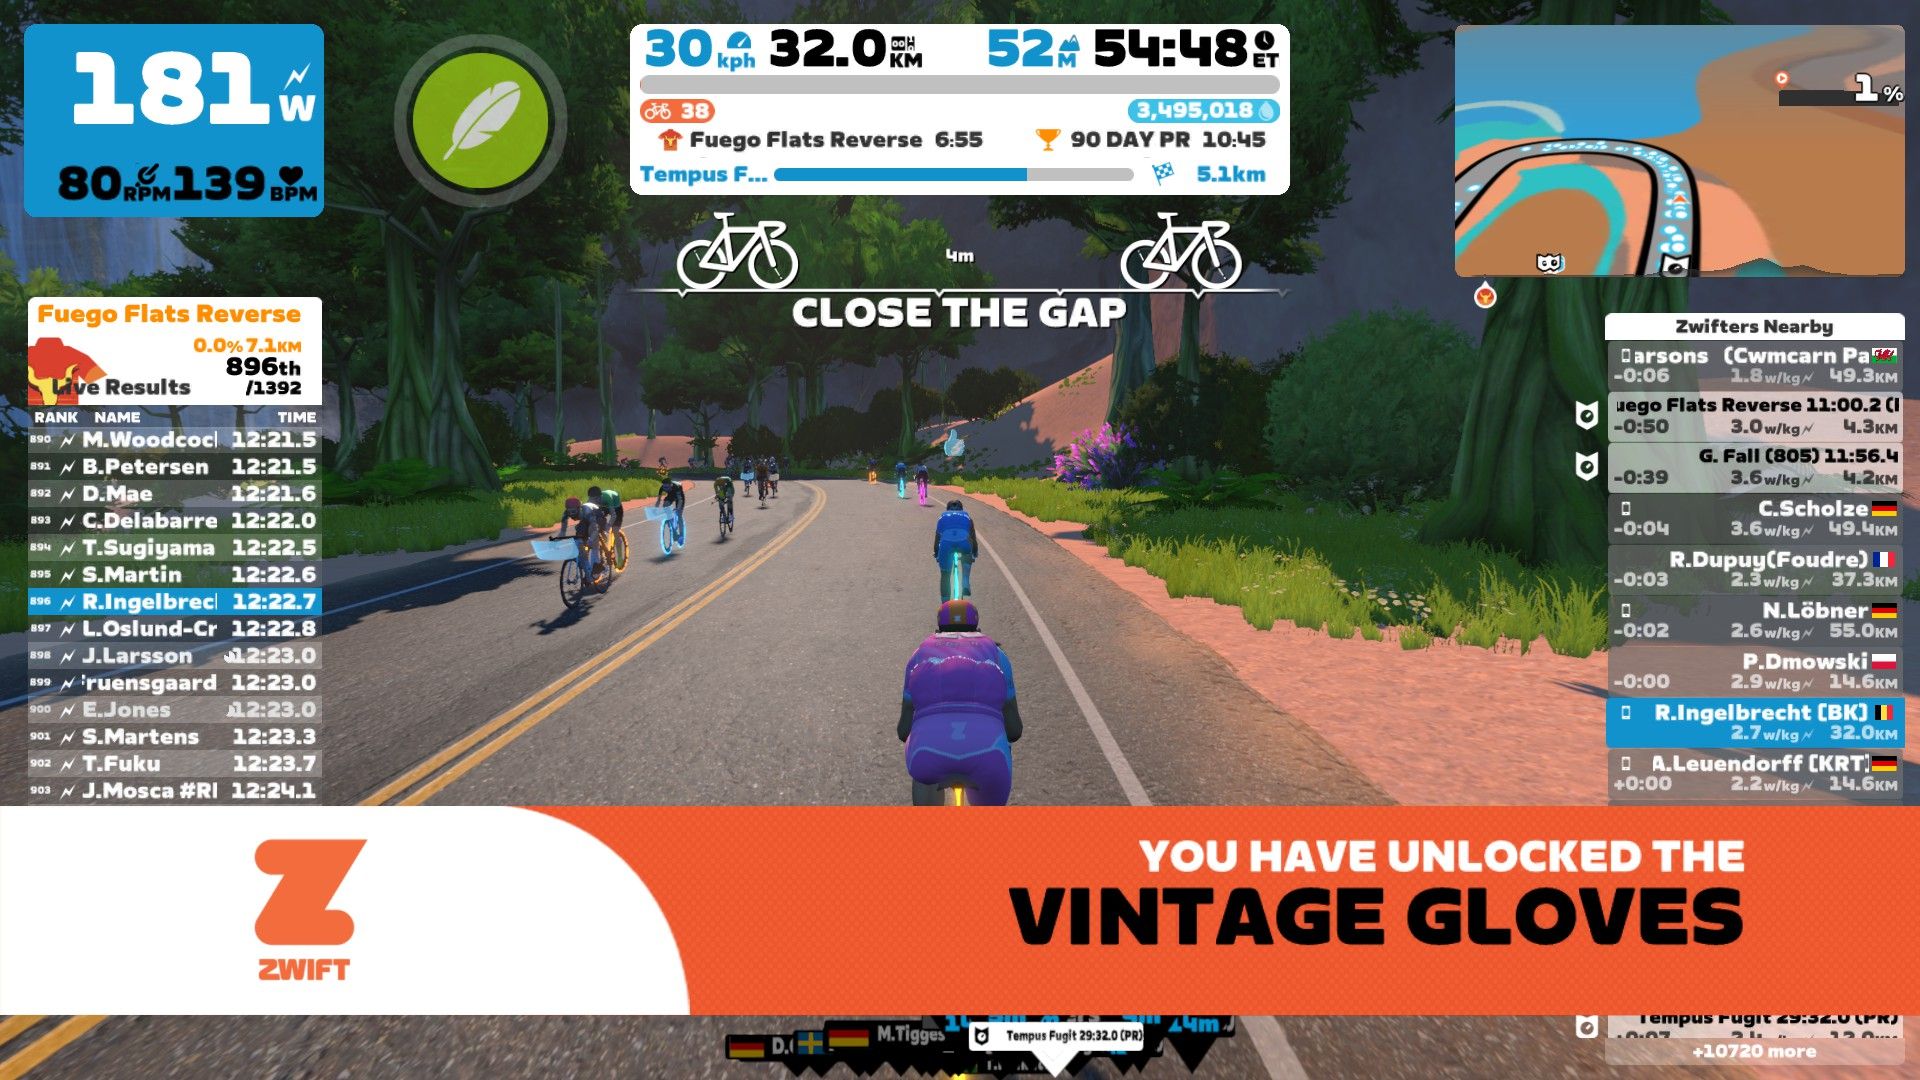 181 W
80 RPM 139 BPM
30 kph 32.0 KM 52 M 54:48 ET
38 3,495,018
Fuego Flats Reverse 6:55 90 DAY PR 10:45
Tempus F... 5.1km
1 %
4m
CLOSE THE GAP
Fuego Flats Reverse
0.0% 7.1KM
896th
Live Results /1392
RANK NAME TIME
890 M.Woodcoc 12:21.5
891 B.Petersen 12:21.5
892 D.Mae 12:21.6
893 C.Delabarre 12:22.0
894 T.Sugiyama 12:22.5
895 S.Martin 12:22.6
896 R.Ingelbrec 12:22.7
897 L.Oslund-Cr 12:22.8
898 J.Larsson 12:23.0
899 'ruensgaard 12:23.0
900 E.Jones 12:23.0
901 S.Martens 12:23.3
902 T.Fuku 12:23.7
903 J.Mosca #R 12:24.1
Zwifters Nearby
arsons (Cwmcarn Pa
-0:06 1.8w/kg 49.3KM
uego Flats Reverse 11:00.2 (
-0:50 3.0w/kg 4.3KM
G. Fall (805) 11:56.4
-0:39 3.6w/kg 4.2KM
C.Scholze
-0:04 3.6w/kg 49.4KM
R.Dupuy(Foudre)
-0:03 2.3w/kg 37.3KM
N.Löbner
-0:02 2.6w/kg 55.0KM
P.Dmowski
-0:00 2.9w/kg 14.6KM
R.Ingelbrecht [BK]
2.7w/kg 32.0KM
A.Leuendorff [KRT]
+0:00 2.2w/kg 14.6KM
ZWIFT
YOU HAVE UNLOCKED THE
VINTAGE GLOVES
Tempus Fugit 29:32.0 (PR)
+10720 more
M.Tigges 14m
Tempus Fugit 29:32.0 (PR)